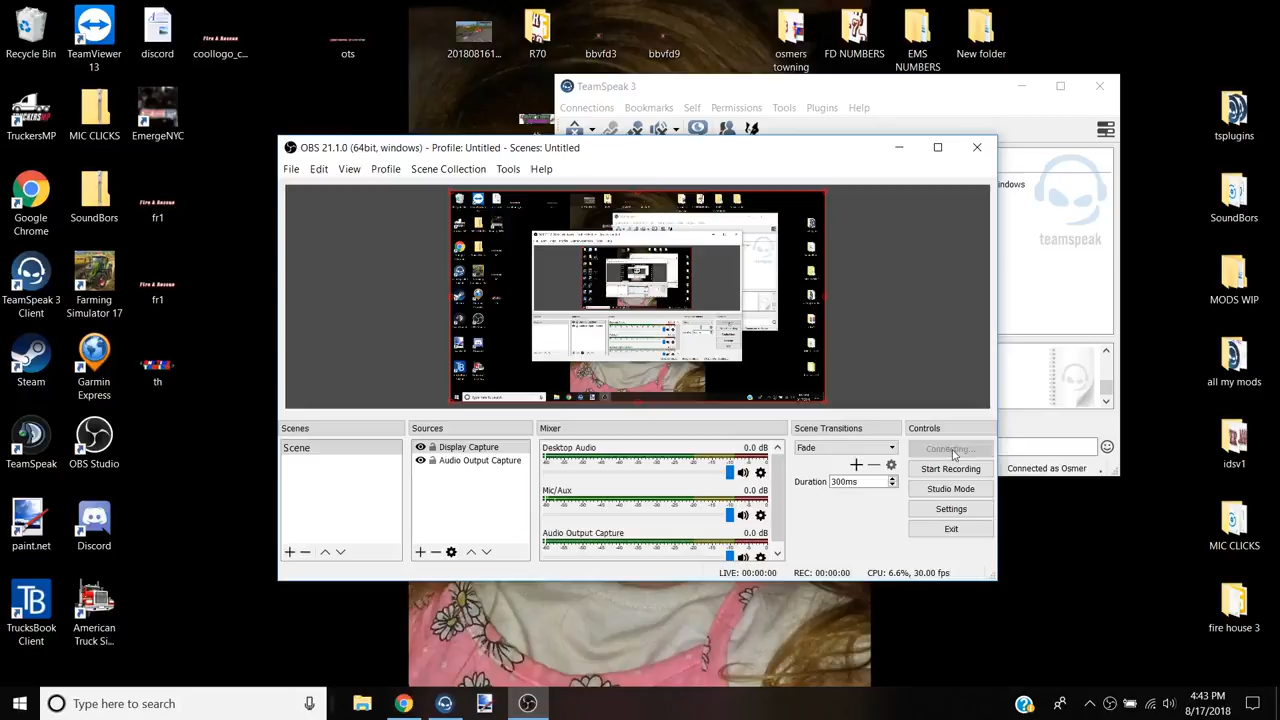 Recycle Bin
TeamViewer
13
discord
coollogo_c...
ots
201808161...
R70
bbvfd3
bbvfd9
osmers
towning
FD NUMBERS
EMS
NUMBERS
New folder
TruckersMP
MIC CLICKS
EmergeNYC
Google
Chrome
SoundBors
fr1
TeamSpeak 3
Client
Farming
Simulator 17
fr1
Steam
Garmin
Express
th
TeamSpeak
OBS Studio
paint.net
Discord
TrucksBook
Client
American
Truck Si...
TeamSpeak 3
Connections Bookmarks Self Permissions Tools Plugins Help
teamspeak
Connected as Osmer
OBS 21.1.0 (64bit, windows) - Profile: Untitled - Scenes: Untitled
File Edit View Profile Scene Collection Tools Help
Scenes
Scene
Sources
Display Capture
Audio Output Capture
Mixer
Desktop Audio 0.0 dB
Mic/Aux 0.0 dB
Audio Output Capture 0.0 dB
Scene Transitions
Fade
Duration 300ms
Controls
Connecting...
Start Recording
Studio Mode
Settings
Exit
LIVE: 00:00:00 REC: 00:00:00 CPU: 6.6%, 30.00 fps
tsplugins
SoundBors
MODS WIP
all my mods
idsv1
MIC CLICKS
fire house 3
Type here to search
4:43 PM
8/17/2018